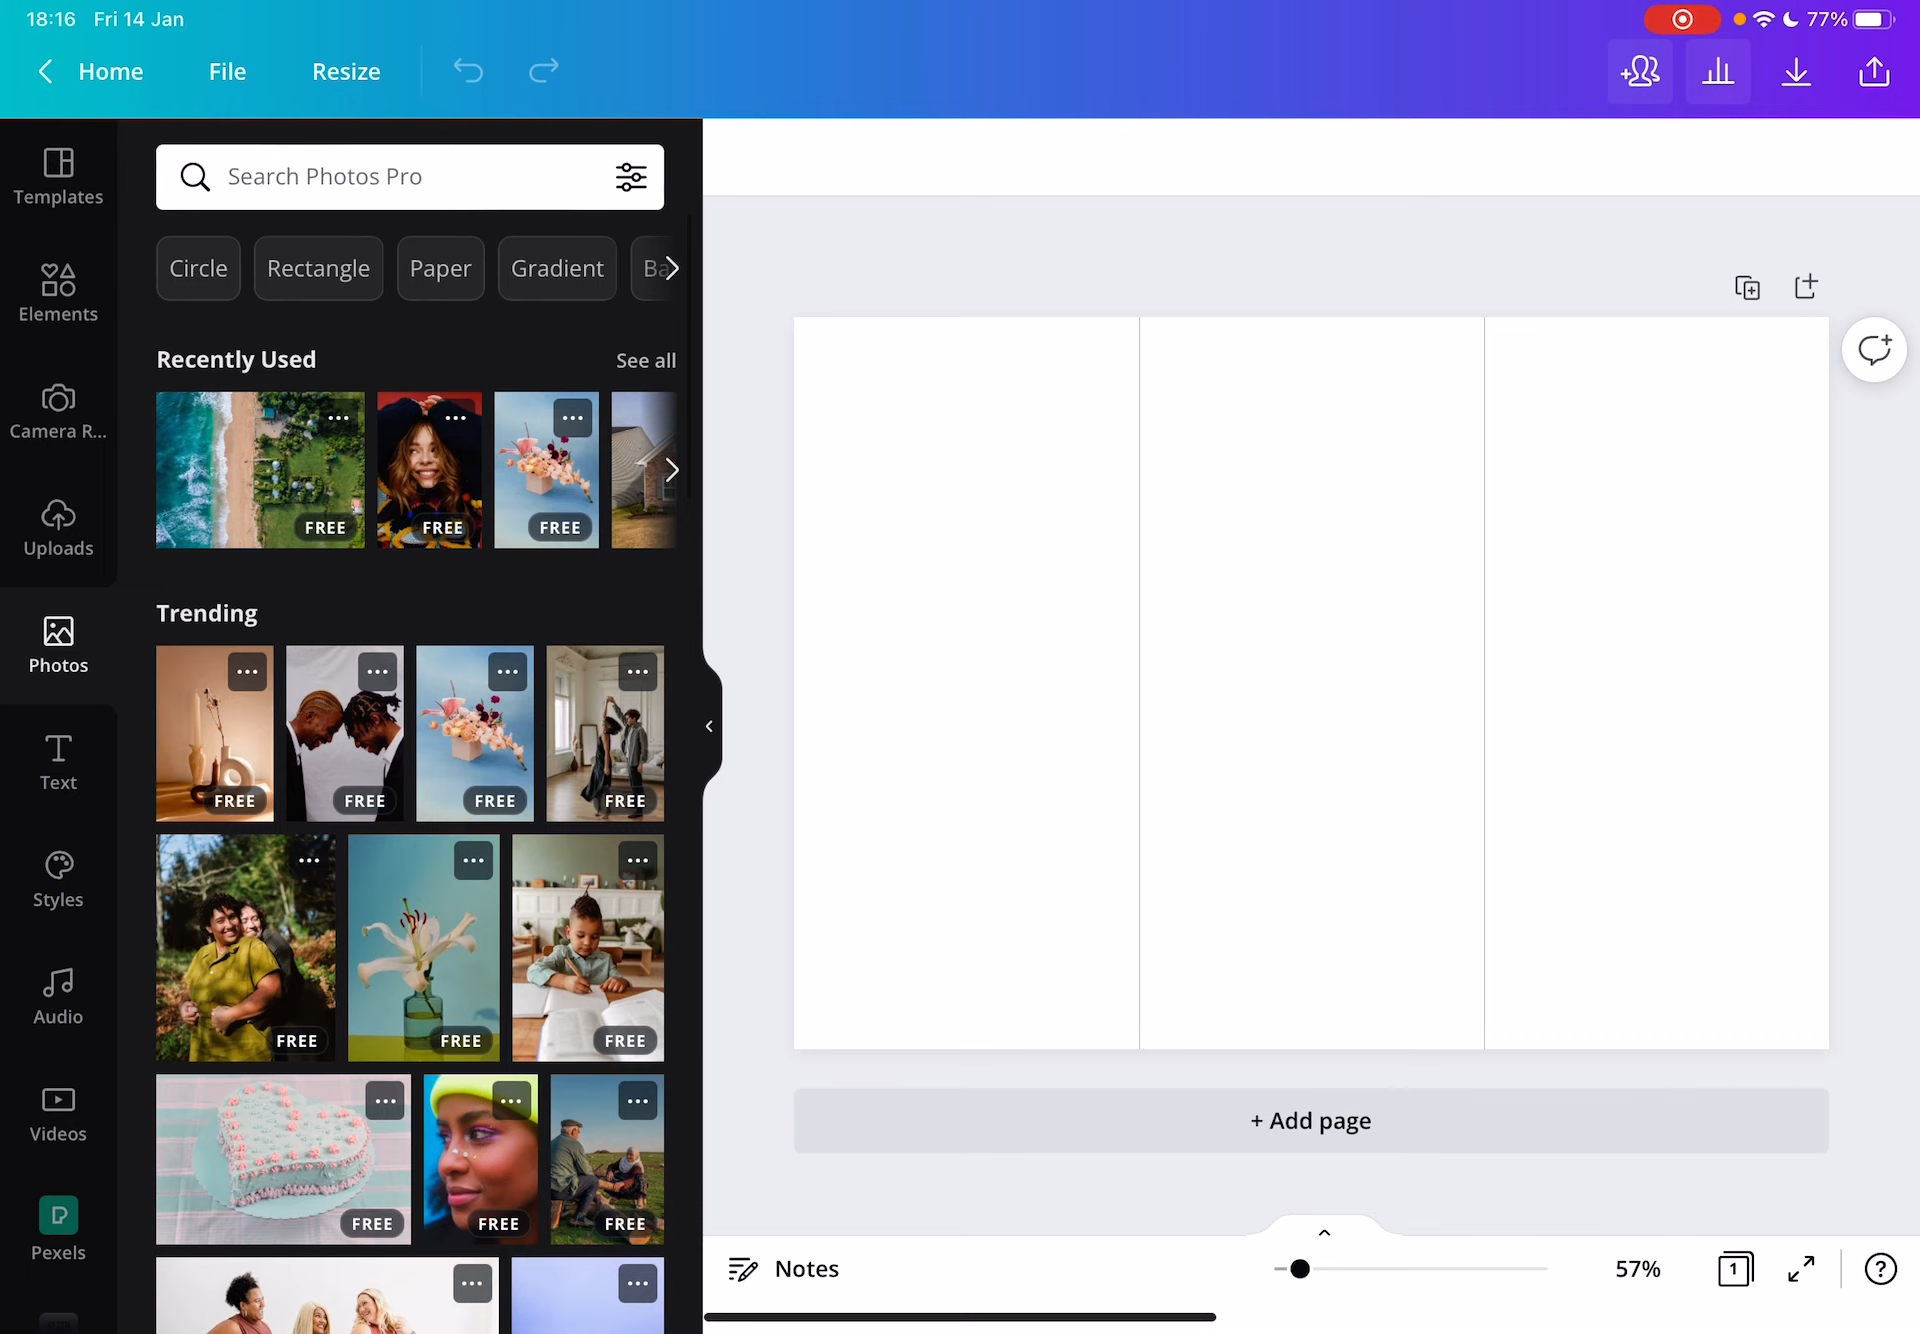 18:16 Fri 14 Jan
77%
Home File Resize
Templates
Elements
Camera R...
Uploads
Photos
Text
Styles
Audio
Videos
Pexels
Search Photos Pro
Circle Rectangle Paper Gradient Ba
Recently Used See all
FREE FREE FREE
Trending
FREE FREE FREE FREE
FREE FREE FREE
FREE FREE FREE
+ Add page
Notes
57%
1
?